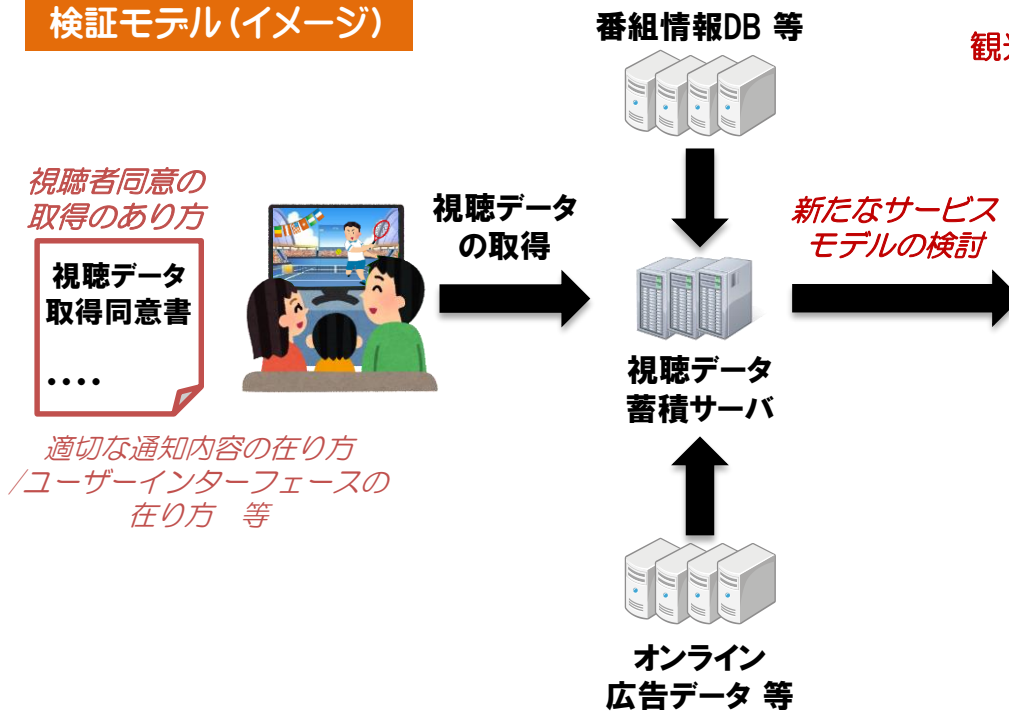 検証モデル(イメージ)
番組情報DB 等
観光
視聴者同意の
取得のあり方
視聴データ
取得同意書
・・・・
視聴データ
の取得
新たなサービス
モデルの検討
視聴データ
蓄積サーバ
適切な通知内容の在り方
/ユーザーインターフェースの
在り方 等
オンライン
広告データ 等